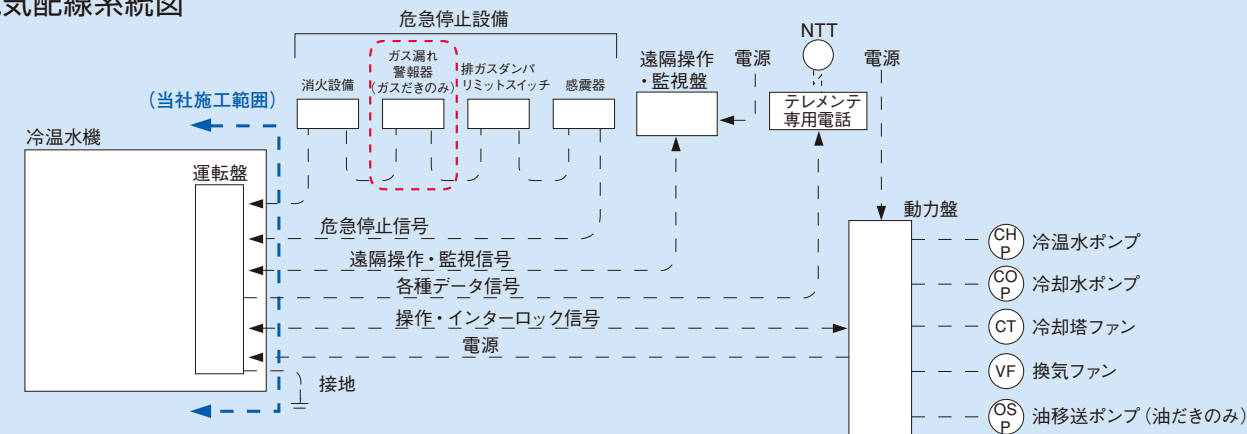 気配線系統図
危急停止設備
NTT
ガス漏れ
警報器
(ガスだきのみ)
消火設備
排ガスダンパ
リミットスイッチ
感震器
遠隔操作
・監視盤
電源
電源
テレメンテ
専用電話
(当社施工範囲)
冷温水機
運転盤
動力盤
危急停止信号
遠隔操作・監視信号
各種データ信号
操作・インターロック信号
電源
接地
CH
P
冷温水ポンプ
CO
P
冷却水ポンプ
CT
冷却塔ファン
VF
換気ファン
OS
P
油移送ポンプ(油だきのみ)